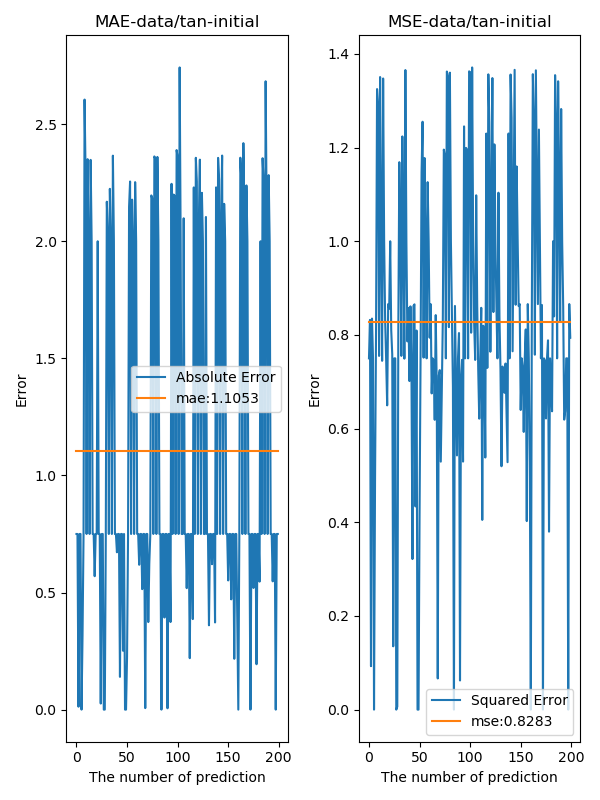 MAE-data/tan-initial
Error
2.5
2.0
1.5
1.0
0.5
0.0
Absolute Error
mae:1.1053
0 50 100 150 200
The number of prediction
MSE-data/tan-initial
Error
1.4
1.2
1.0
0.8
0.6
0.4
0.2
0.0
Squared Error
mse:0.8283
0 50 100 150 200
The number of prediction